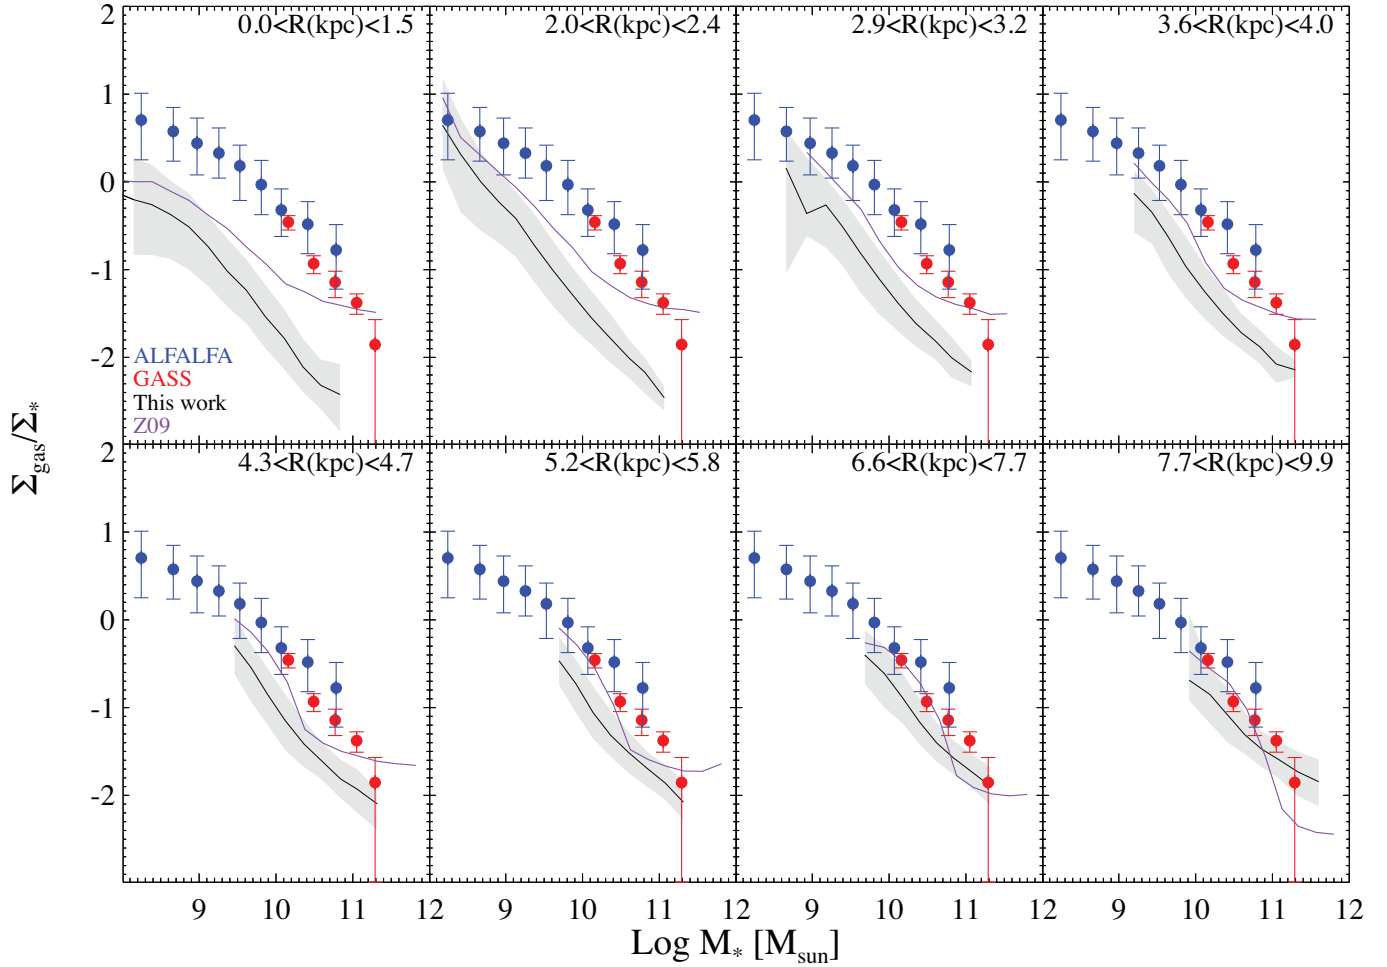 0.0<R(kpc)<1.5 2.0<R(kpc)<2.4 2.9<R(kpc)<3.2 3.6<R(kpc)<4.0
2
1
0
-1
-2
ALFALFA
GASS
This work
Z09
4.3<R(kpc)<4.7 5.2<R(kpc)<5.8 6.6<R(kpc)<7.7 7.7<R(kpc)<9.9
2
1
0
-1
-2
9 10 11 12 9 10 11 12 9 10 11 12 9 10 11 12
Σgas/Σ*
Log M* [Msun]